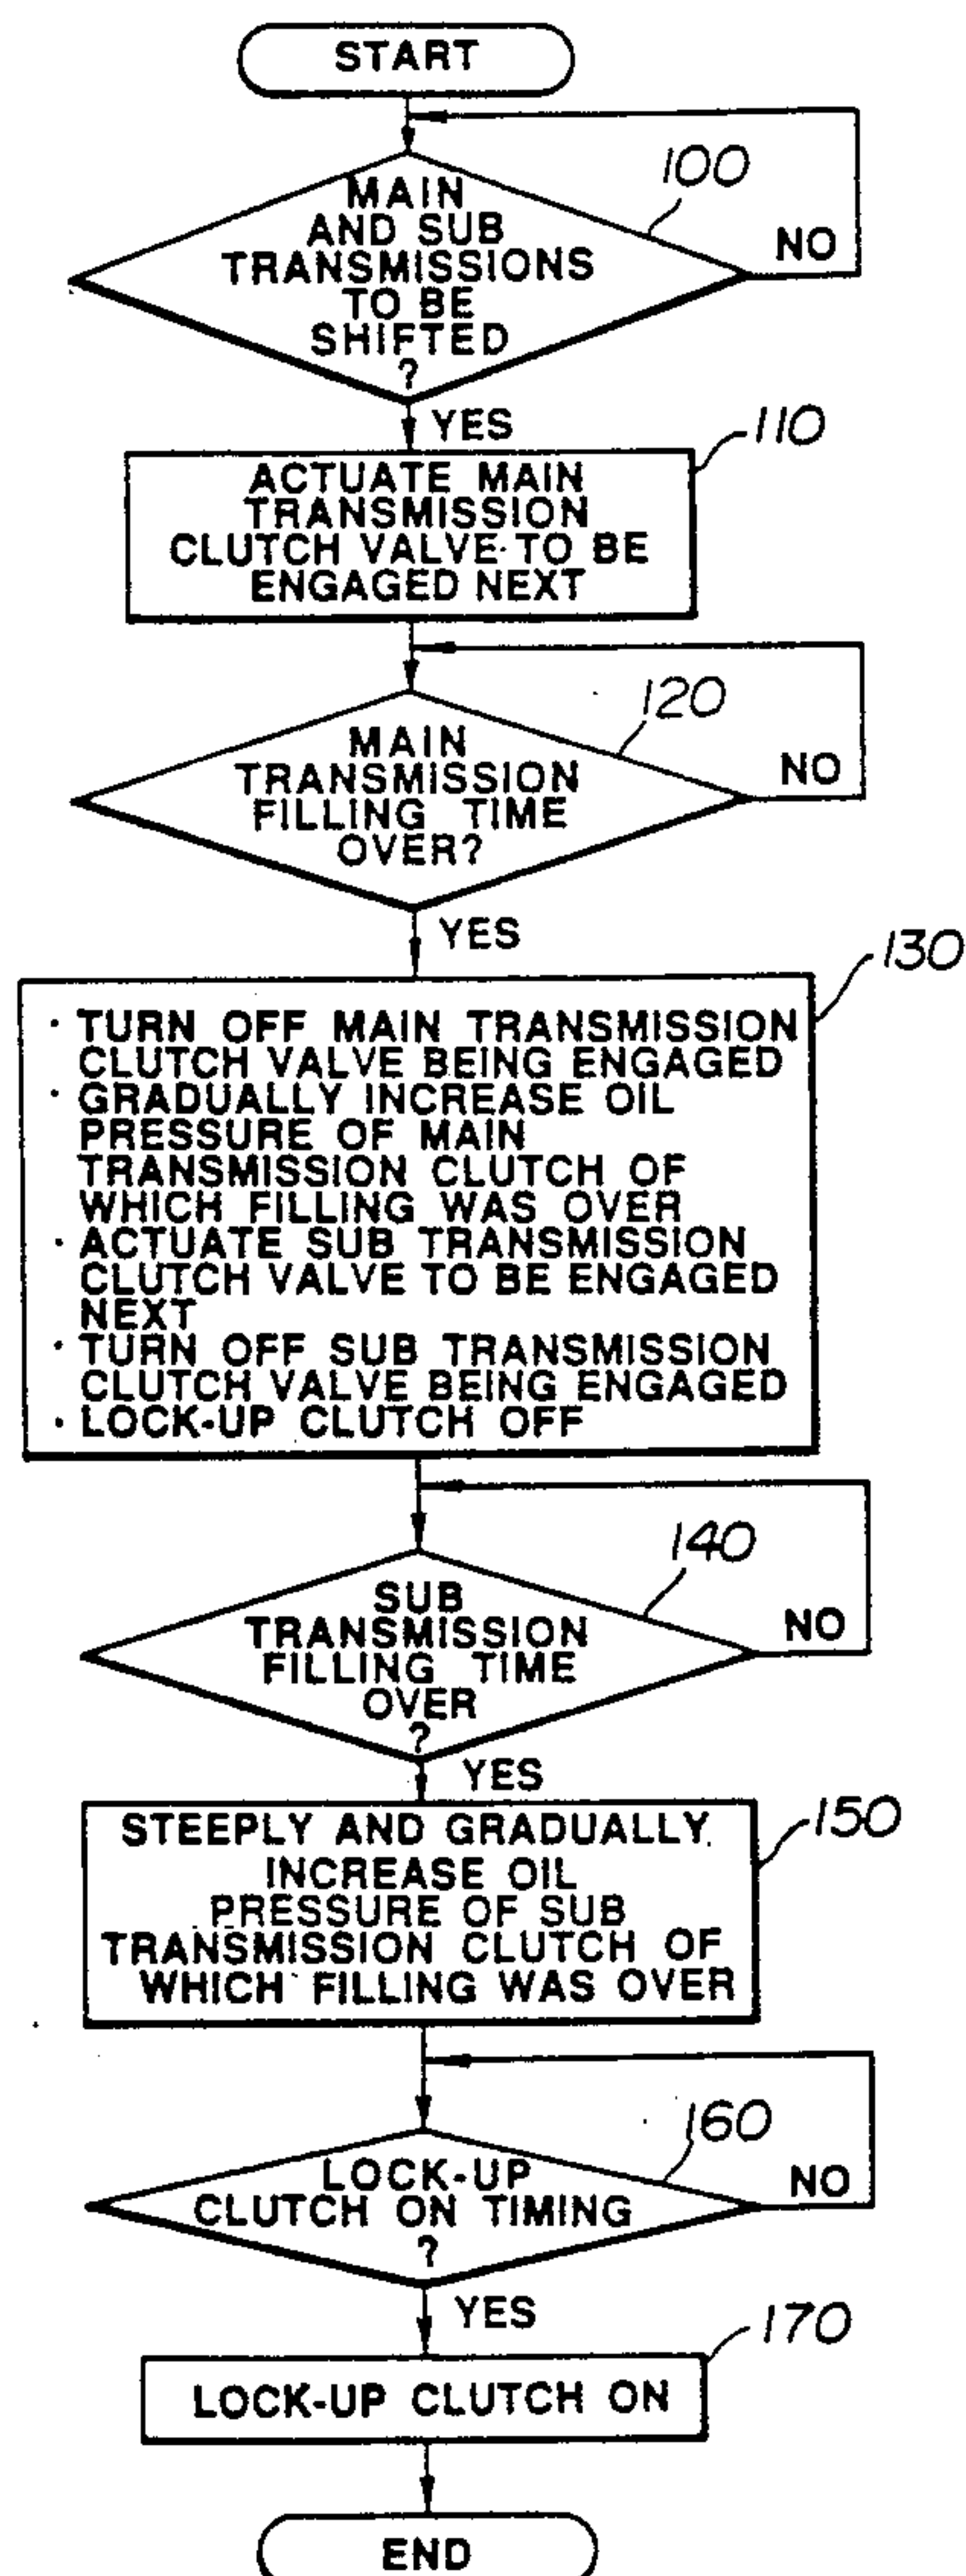 START
100
MAIN
AND SUB
TRANSMISSIONS
TO BE
SHIFTED
?
NO
YES
110
ACTUATE MAIN
TRANSMISSION
CLUTCH VALVE TO BE
ENGAGED NEXT
120
MAIN
TRANSMISSION
FILLING TIME
OVER?
NO
YES
130
· TURN OFF MAIN TRANSMISSION
CLUTCH VALVE BEING ENGAGED
· GRADUALLY INCREASE OIL
PRESSURE OF MAIN
TRANSMISSION CLUTCH OF
WHICH FILLING WAS OVER
· ACTUATE SUB TRANSMISSION
CLUTCH VALVE TO BE ENGAGED
NEXT
· TURN OFF SUB TRANSMISSION
CLUTCH VALVE BEING ENGAGED
· LOCK-UP CLUTCH OFF
140
SUB
TRANSMISSION
FILLING TIME
OVER
?
NO
YES
150
STEEPLY AND GRADUALLY
INCREASE OIL
PRESSURE OF SUB
TRANSMISSION CLUTCH OF
WHICH FILLING WAS OVER
160
LOCK-UP
CLUTCH ON TIMING
?
NO
YES
170
LOCK-UP CLUTCH ON
END